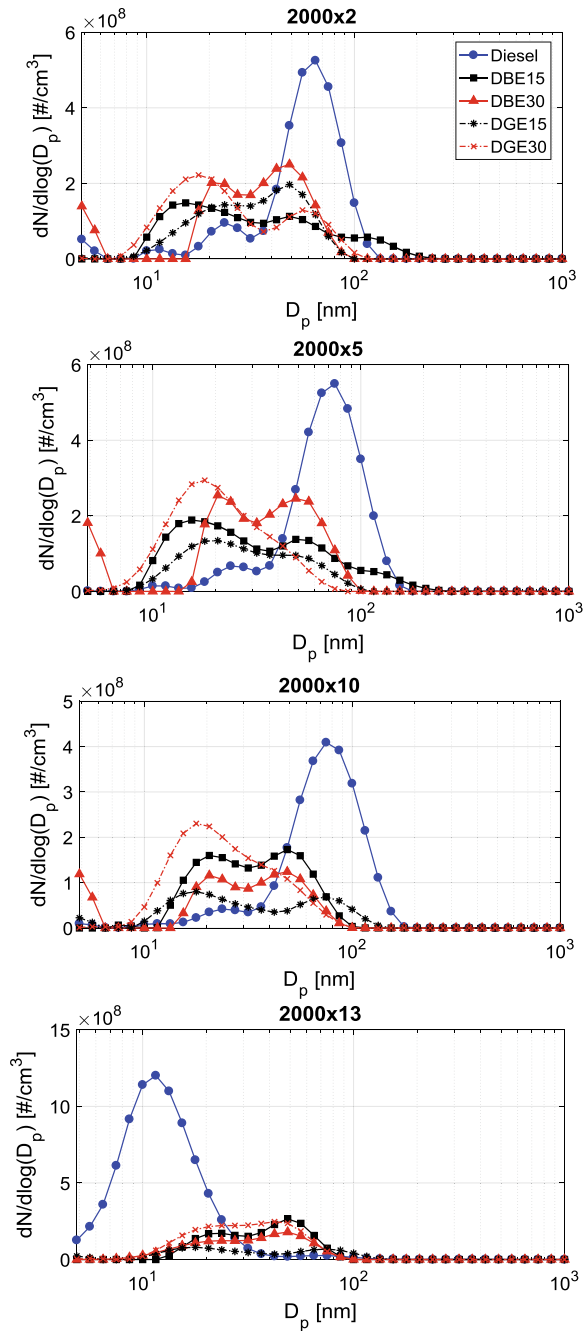 2000x2
×10^8
6
4
2
0
dN/dlog(D_p) [#/cm^3]
Diesel
DBE15
DBE30
DGE15
DGE30
10^1 10^2 10^3
D_p [nm]
2000x5
×10^8
6
4
2
0
dN/dlog(D_p) [#/cm^3]
10^1 10^2 10^3
D_p [nm]
2000x10
×10^8
5
4
3
2
1
0
dN/dlog(D_p) [#/cm^3]
10^1 10^2 10^3
D_p [nm]
2000x13
×10^8
15
10
5
0
dN/dlog(D_p) [#/cm^3]
10^1 10^2 10^3
D_p [nm]